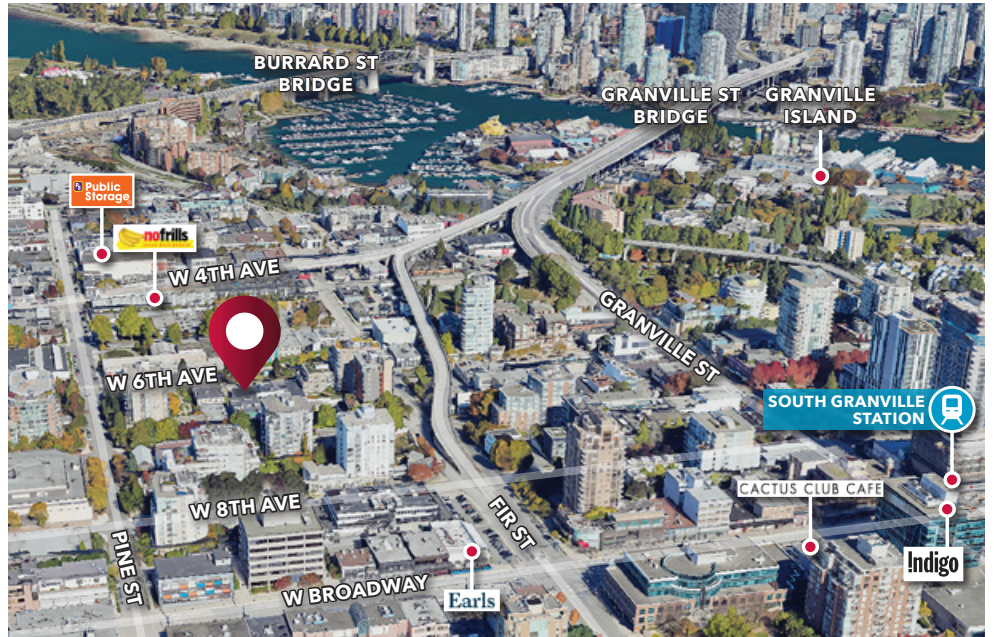 BURRARD ST
BRIDGE
GRANVILLE ST
BRIDGE
GRANVILLE
ISLAND
Public
Storage
nofrills
W 4TH AVE
GRANVILLE ST
W 6TH AVE
SOUTH GRANVILLE
STATION
CACTUS CLUB CAFE
W 8TH AVE
FIR ST
PINE ST
!ndigo
W BROADWAY
Earls